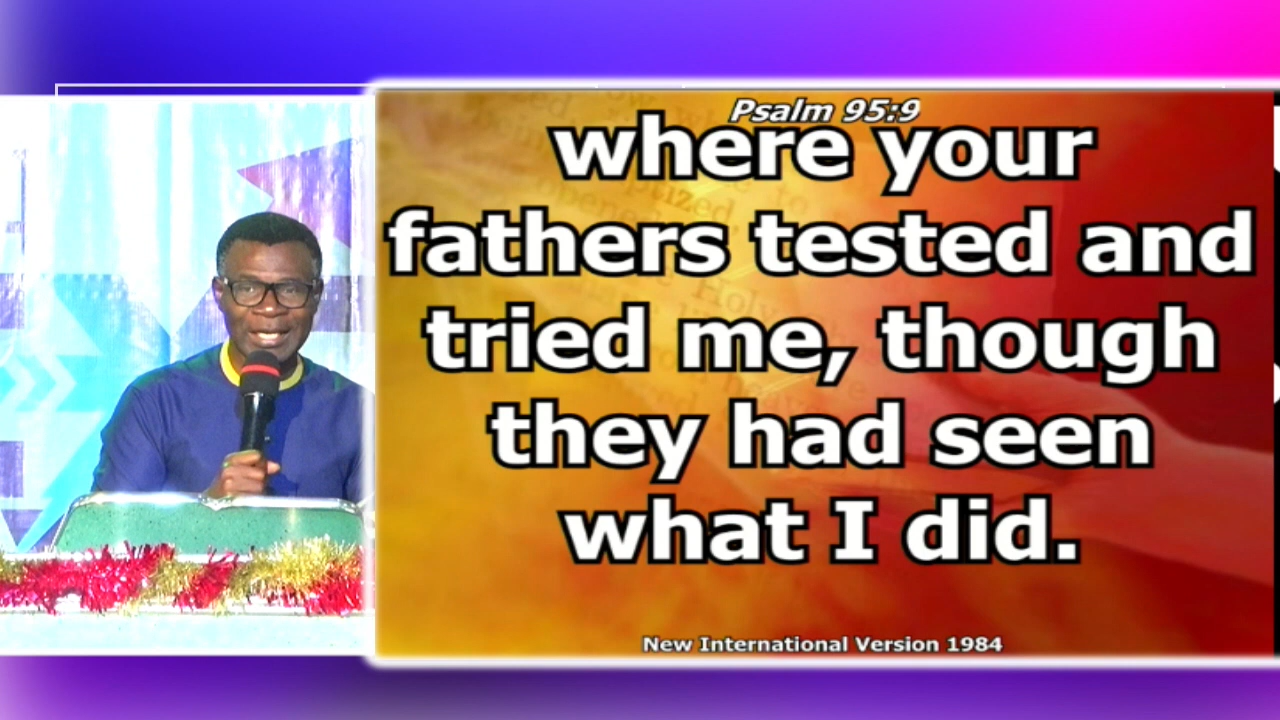 Psalm 95:9
where your
fathers tested and
tried me, though
they had seen
what I did.
New International Version 1984